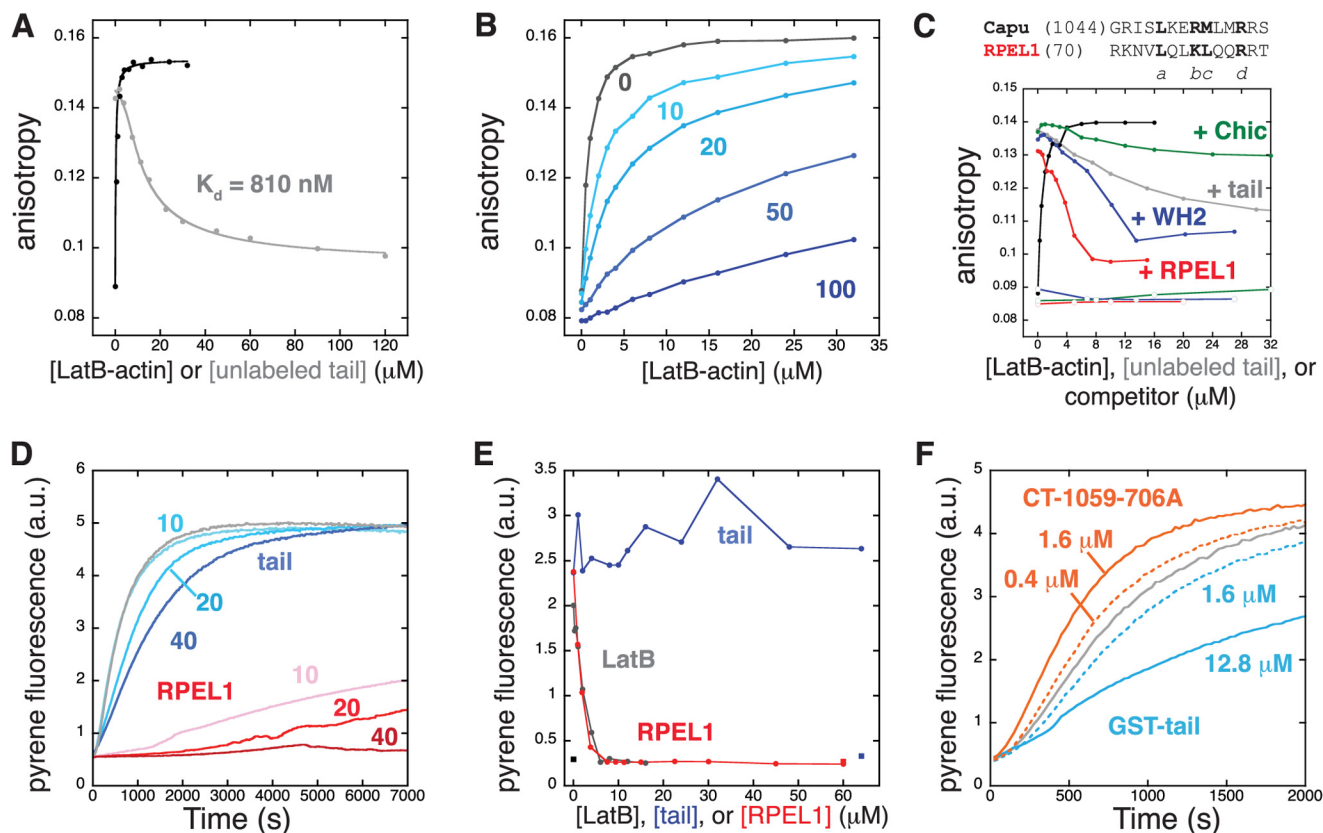 A
anisotropy
0.16
0.14
0.12
0.1
0.08
K_d = 810 nM
0 20 40 60 80 100 120
[LatB-actin] or [unlabeled tail] (μM)
B
anisotropy
0.16
0.14
0.12
0.1
0.08
0
10
20
50
100
0 5 10 15 20 25 30 35
[LatB-actin] (μM)
C
Capu (1044)GRISLKERMLMRRS
RPEL1(70) RKNVLQLKLQQRRT
a bc d
anisotropy
0.15
0.14
0.13
0.12
0.11
0.1
0.09
0.08
+ Chic
+ tail
+ WH2
+ RPEL1
0 4 8 12 16 20 24 28 32
[LatB-actin], [unlabeled tail], or
competitor (μM)
D
pyrene fluorescence (a.u.)
6
5
4
3
2
1
0
10
tail
20
40
RPEL1
10
20
40
0 1000 2000 3000 4000 5000 6000 7000
Time (s)
E
pyrene fluorescence (a.u.)
3.5
3
2.5
2
1.5
1
0.5
0
tail
LatB
RPEL1
0 10 20 30 40 50 60
[LatB], [tail], or [RPEL1] (μM)
F
pyrene fluorescence (a.u.)
5
4
3
2
1
0
CT-1059-706A
1.6 μM
0.4 μM
1.6 μM
12.8 μM
GST-tail
0 500 1000 1500 2000
Time (s)